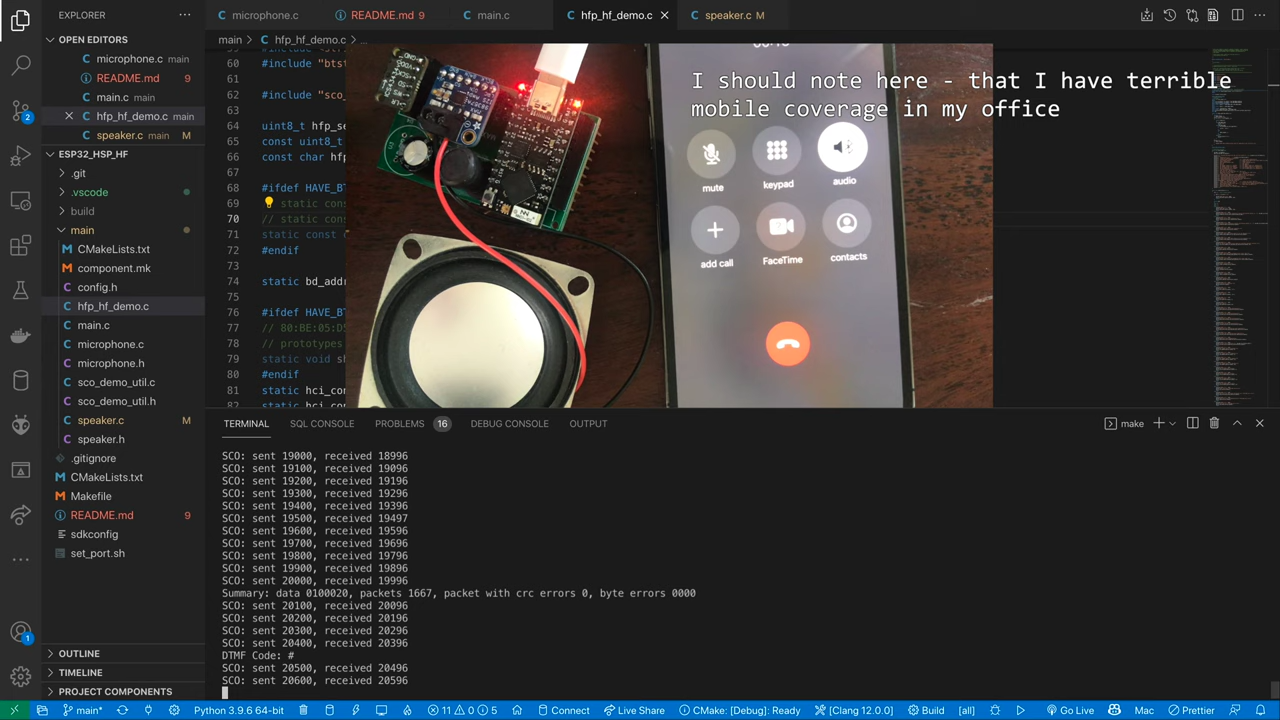 EXPLORER
microphone.c
README.md 9
main.c
hfp_hf_demo.c
speaker.c M
main > hfp_hf_demo.c > ...
OPEN EDITORS
microphone.c
README.md 9
main.c
hfp_hf_demo.c
speaker.c M
ESP32_HSP_HF
.git
.vscode
build
main
CMakeLists.txt
component.mk
config.h
hfp_hf_demo.c
main.c
microphone.c
microphone.h
sco_demo_util.c
sco_demo_util.h
speaker.c M
speaker.h
.gitignore
CMakeLists.txt
Makefile
README.md 9
sdkconfig
set_port.sh
OUTLINE
TIMELINE
PROJECT COMPONENTS
60 #include "btst
61
62 #include "sco_
63
64 uint8_t hfp_s
65 const uint8
66 const char hfp
67
68 #ifdef HAVE_BT
69 // static cons
70 // static cons
71 static const
72 #endif
73
74 static bd_a
75
76 #ifdef HAVE_BT
77 // 80:BE:05:D5
78 // prototypes
79 static void sh
80 #endif
81 static hci_con
82 static hci_con
I should note here - that I have terrible
mobile coverage in my office
mute
keypad
audio
add call
FaceTime
contacts
TERMINAL
SQL CONSOLE
PROBLEMS 16
DEBUG CONSOLE
OUTPUT
make
SCO: sent 19000, received 18996
SCO: sent 19100, received 19096
SCO: sent 19200, received 19196
SCO: sent 19300, received 19296
SCO: sent 19400, received 19396
SCO: sent 19500, received 19497
SCO: sent 19600, received 19596
SCO: sent 19700, received 19696
SCO: sent 19800, received 19796
SCO: sent 19900, received 19896
SCO: sent 20000, received 19996
Summary: data 0100020, packets 1667, packet with crc errors 0, byte errors 0000
SCO: sent 20100, received 20096
SCO: sent 20200, received 20196
SCO: sent 20300, received 20296
SCO: sent 20400, received 20396
DTMF Code: #
SCO: sent 20500, received 20496
SCO: sent 20600, received 20596
main*
Python 3.9.6 64-bit
11 0 5
Connect
Live Share
CMake: [Debug]: Ready
[Clang 12.0.0]
Build
[all]
Go Live
Mac
Prettier